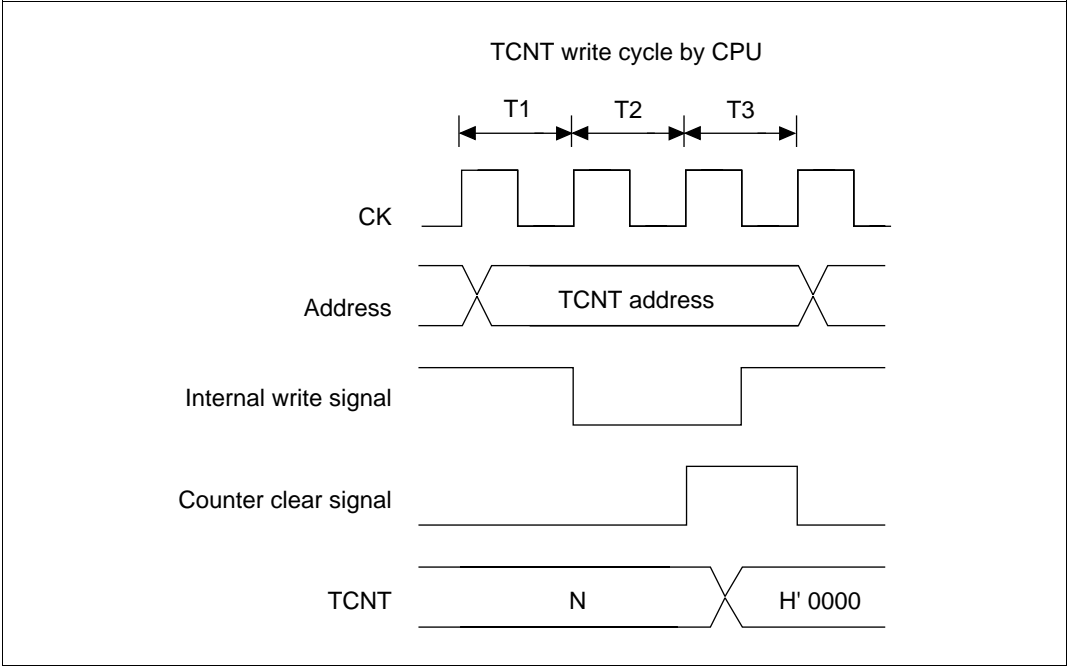 TCNT write cycle by CPU
T1 T2 T3
CK
Address TCNT address
Internal write signal
Counter clear signal
TCNT N H' 0000